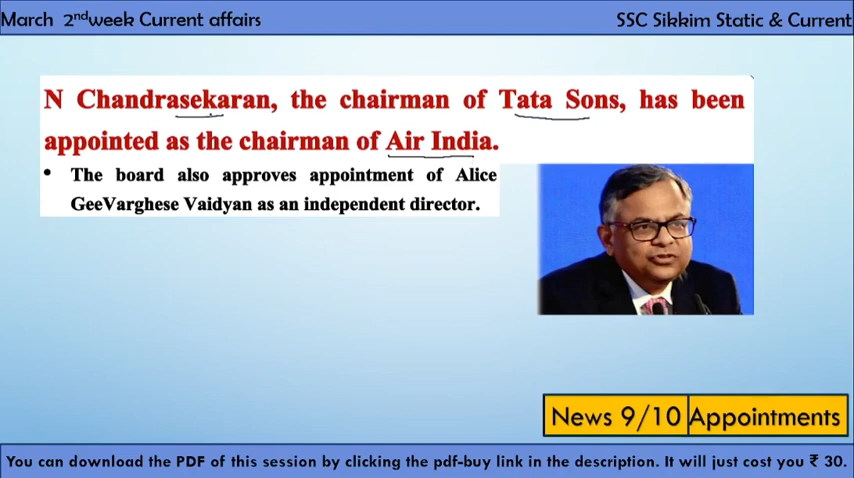 March 2ndweek Current affairs
SSC Sikkim Static & Current
N Chandrasekaran, the chairman of Tata Sons, has been
appointed as the chairman of Air India.
• The board also approves appointment of Alice
GeeVarghese Vaidyan as an independent director.
News 9/10 Appointments
You can download the PDF of this session by clicking the pdf-buy link in the description. It will just cost you ₹ 30.